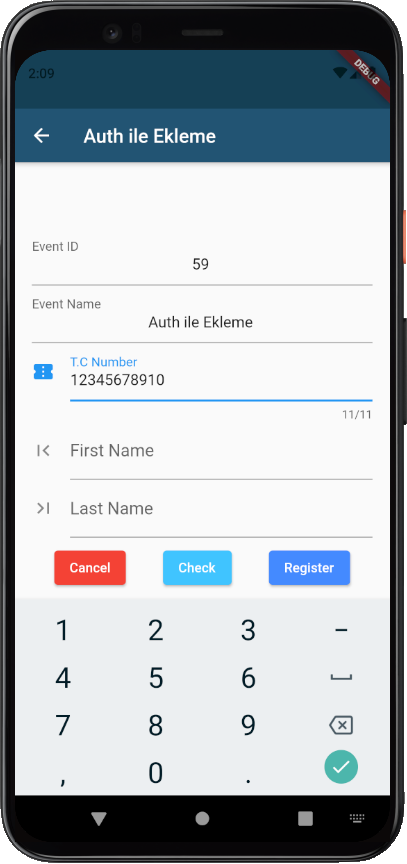 2:09
DEBUG
Auth ile Ekleme
Event ID
59
Event Name
Auth ile Ekleme
T.C Number
12345678910
11/11
First Name
Last Name
Cancel Check Register
1 2 3 –
4 5 6
7 8 9
, 0 .